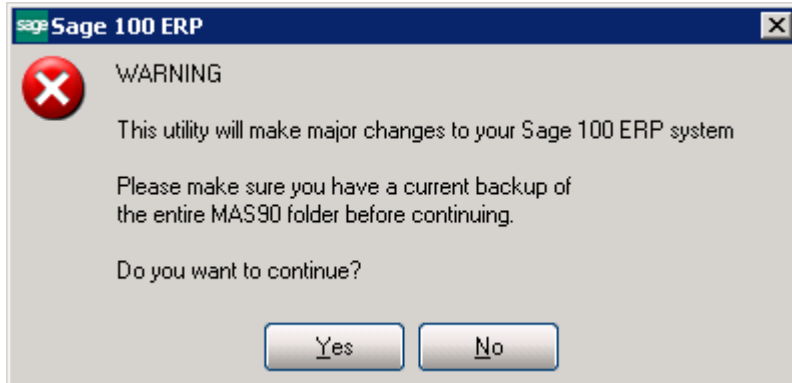 sage Sage 100 ERP
WARNING
This utility will make major changes to your Sage 100 ERP system
Please make sure you have a current backup of
the entire MAS90 folder before continuing.
Do you want to continue?
Yes No